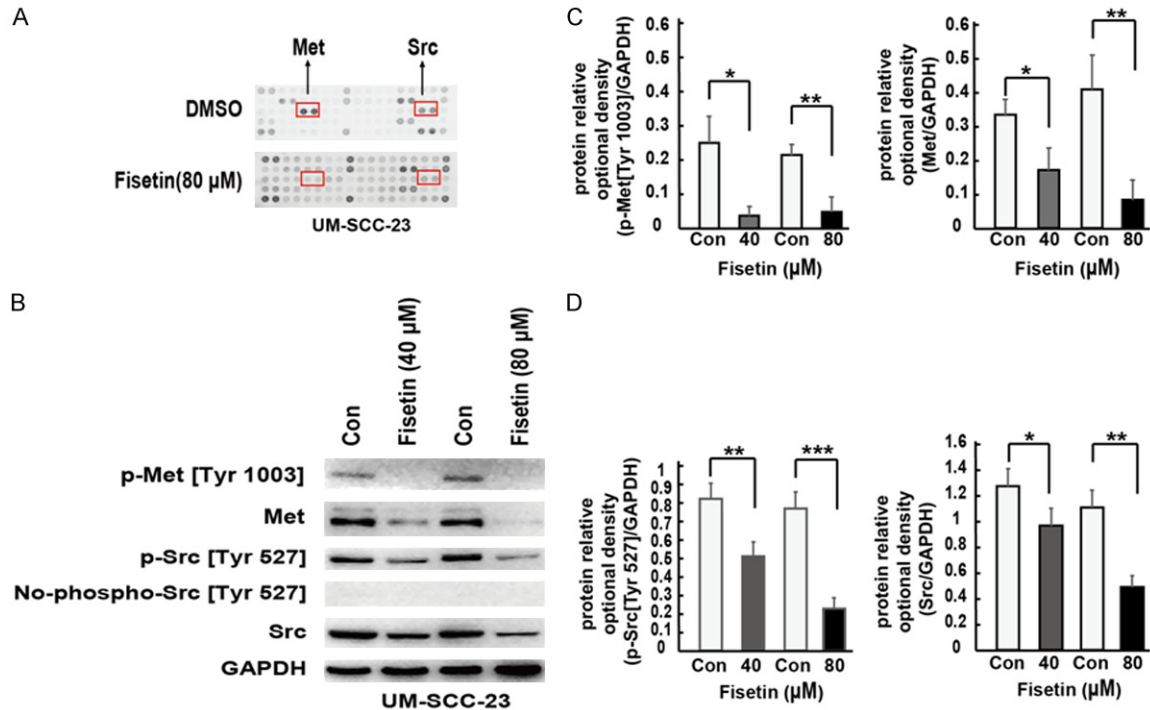 A
Met
Src
DMSO
Fisetin(80 µM)
UM-SCC-23
B
Con
Fisetin (40 µM)
Con
Fisetin (80 µM)
p-Met [Tyr 1003]
Met
p-Src [Tyr 527]
No-phospho-Src [Tyr 527]
Src
GAPDH
UM-SCC-23
C
protein relative
optional density
(p-Met[Tyr 1003]/GAPDH)
0.6
0.5
0.4
0.3
0.2
0.1
0
*
**
Con 40 Con 80
Fisetin (µM)
protein relative
optional density
(Met/GAPDH)
0.6
0.5
0.4
0.3
0.2
0.1
0
*
**
Con 40 Con 80
Fisetin (µM)
D
protein relative
optional density
(p-Src[Tyr 527]/GAPDH)
1
0.9
0.8
0.7
0.6
0.5
0.4
0.3
0.2
0.1
**
***
Con 40 Con 80
Fisetin (µM)
protein relative
optional density
(Src/GAPDH)
1.6
1.4
1.2
1
0.8
0.6
0.4
0.2
0
*
**
Con 40 Con 80
Fisetin (µM)